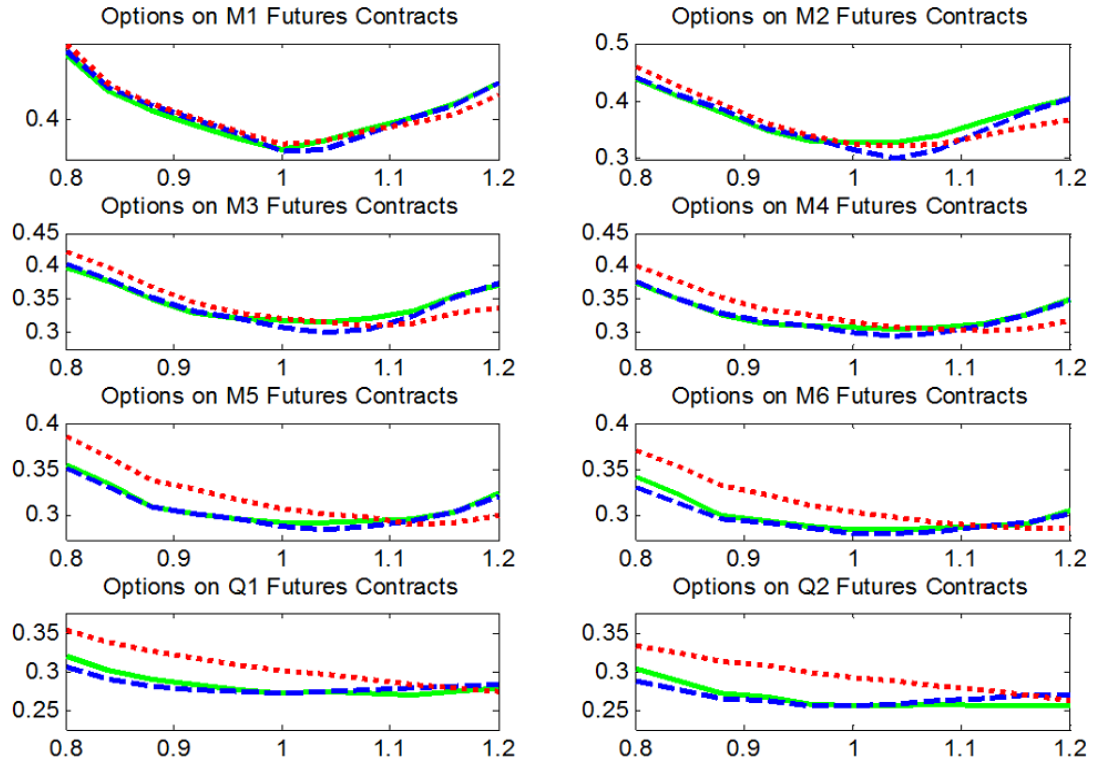 Options on M1 Futures Contracts
0.4
0.8 0.9 1 1.1 1.2
Options on M2 Futures Contracts
0.5
0.4
0.3
0.8 0.9 1 1.1 1.2
Options on M3 Futures Contracts
0.45
0.4
0.35
0.3
0.8 0.9 1 1.1 1.2
Options on M4 Futures Contracts
0.45
0.4
0.35
0.3
0.8 0.9 1 1.1 1.2
Options on M5 Futures Contracts
0.4
0.35
0.3
0.8 0.9 1 1.1 1.2
Options on M6 Futures Contracts
0.4
0.35
0.3
0.8 0.9 1 1.1 1.2
Options on Q1 Futures Contracts
0.35
0.3
0.25
0.8 0.9 1 1.1 1.2
Options on Q2 Futures Contracts
0.35
0.3
0.25
0.8 0.9 1 1.1 1.2